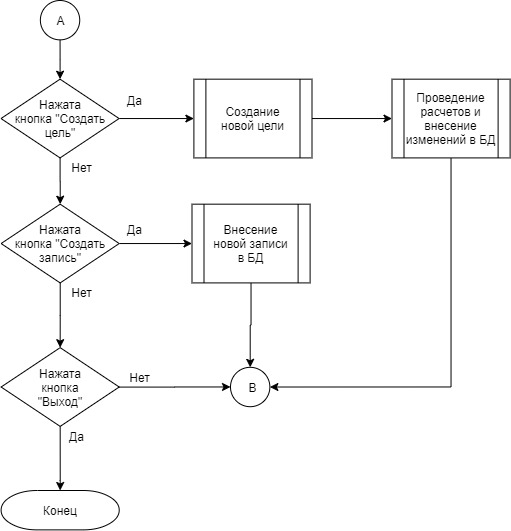 A
Нажата
кнопка "Создать
цель"
Да
Создание
новой цели
Проведение
расчетов и
внесение
изменений в БД
Нет
Нажата
кнопка "Создать
запись"
Да
Внесение
новой записи
в БД
Нет
Нажата
кнопка
"Выход"
Нет
B
Да
Конец